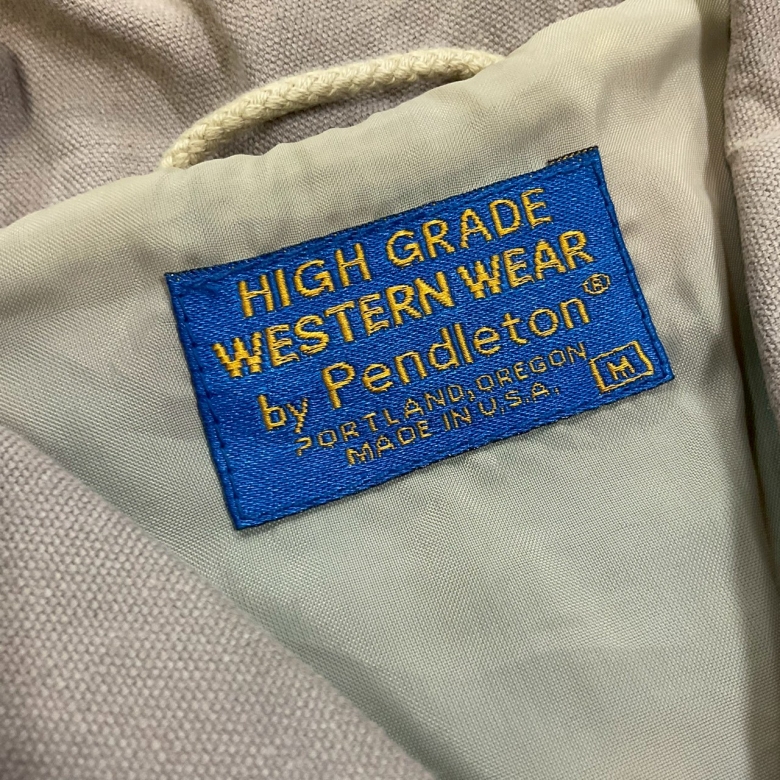 HIGH GRADE
WESTERN WEAR
by Pendleton®
PORTLAND, OREGON
MADE IN U.S.A.
M